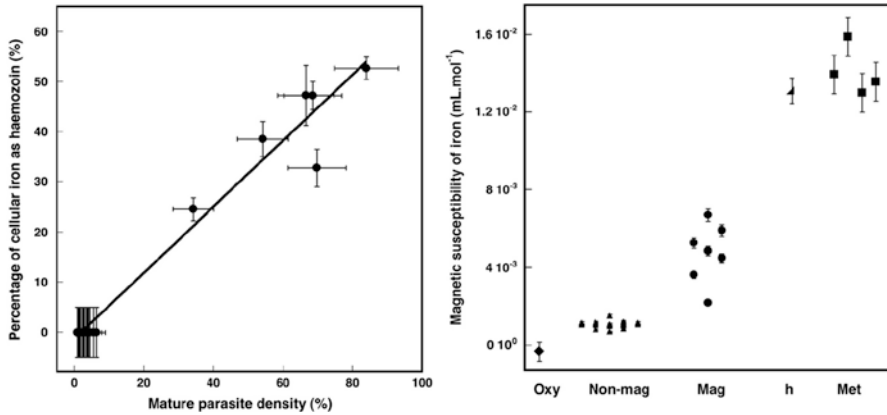 Percentage of cellular iron as haemozoin (%)
60
50
40
30
20
10
0
0 20 40 60 80 100
Mature parasite density (%)
Magnetic susceptibility of iron (mL.mol⁻¹)
1.6 10⁻²
1.2 10⁻²
8 10⁻³
4 10⁻³
0 10⁰
Oxy Non-mag Mag h Met